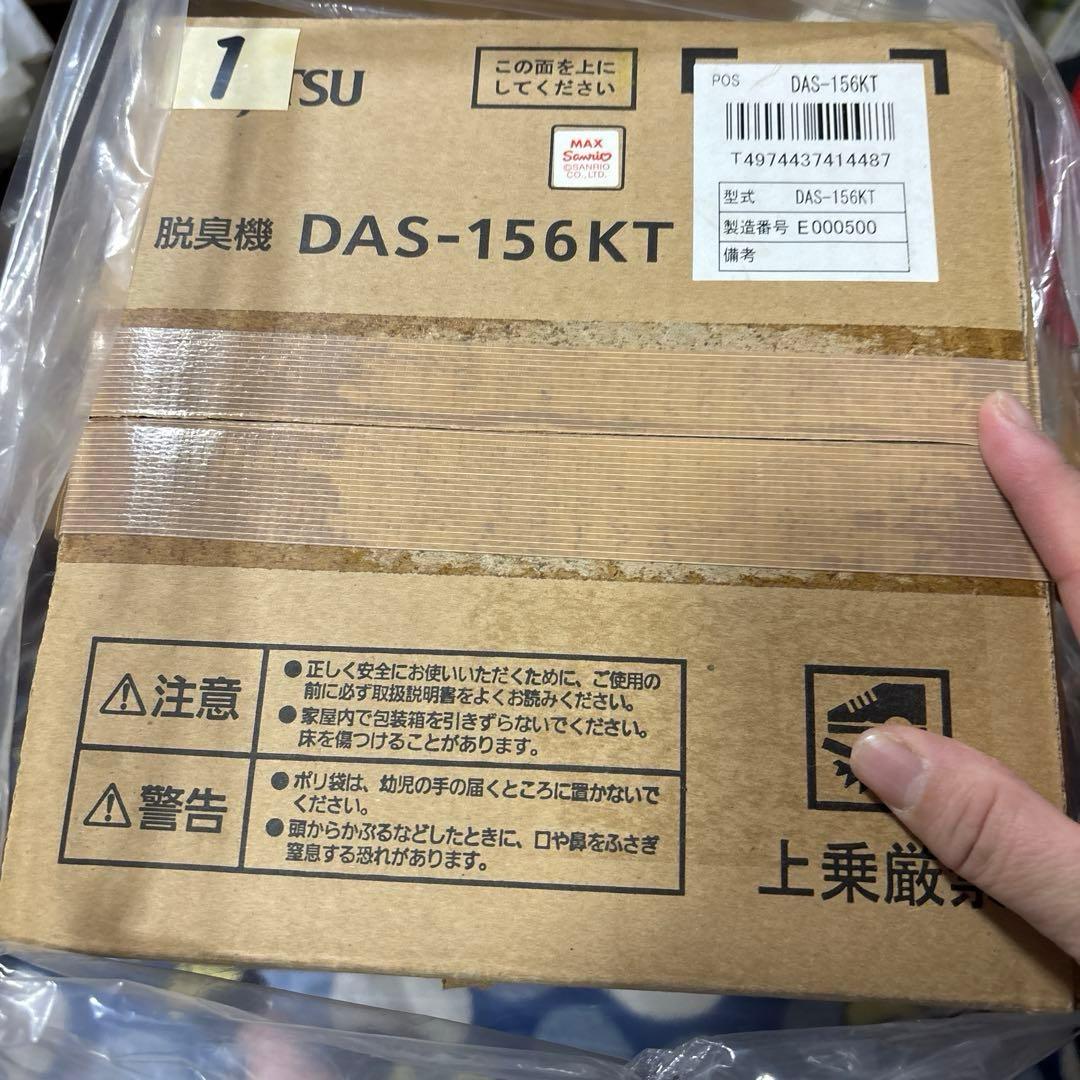 1
TSU
この面を上に
してください
MAX
Sanrio
©SANRIO
CO.,LTD.
脱臭機 DAS-156KT
POS DAS-156KT
T4974437414487
型式 DAS-156KT
製造番号 E000500
備考
注意
●正しく安全にお使いいただくために、ご使用の
前に必ず取扱説明書をよくお読みください。
●家屋内で包装箱を引きずらないでください。
床を傷つけることがあります。
警告
●ポリ袋は、幼児の手の届くところに置かないで
ください。
●頭からかぶるなどしたときに、口や鼻をふさぎ
窒息する恐れがあります。
上乗厳